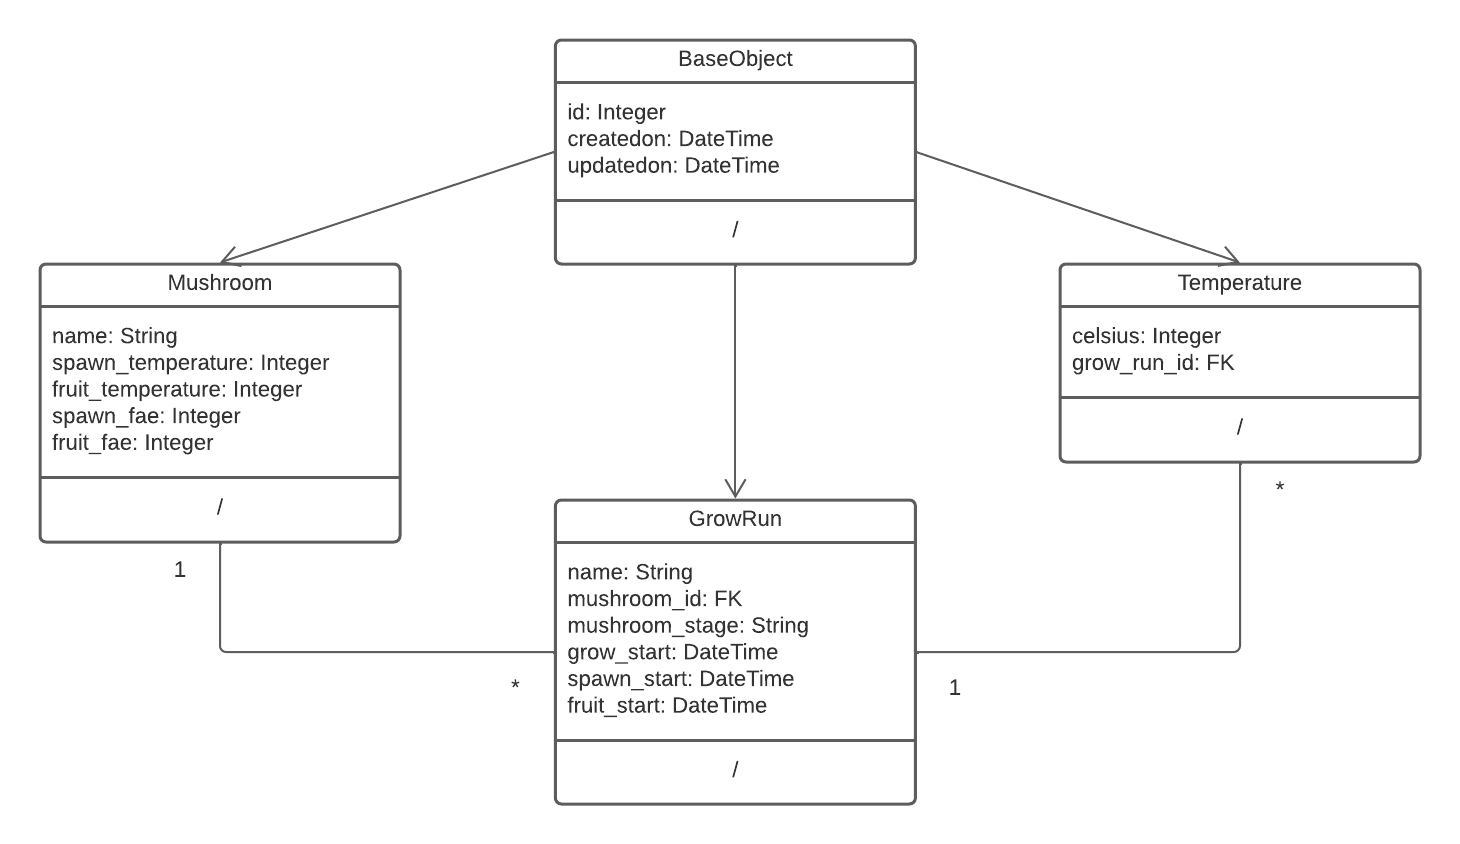 BaseObject
id: Integer
createdon: DateTime
updatedon: DateTime
/
Mushroom
name: String
spawn_temperature: Integer
fruit_temperature: Integer
spawn_fae: Integer
fruit_fae: Integer
/
1
Temperature
celsius: Integer
grow_run_id: FK
/
*
GrowRun
name: String
mushroom_id: FK
mushroom_stage: String
grow_start: DateTime
spawn_start: DateTime
fruit_start: DateTime
/
*
1